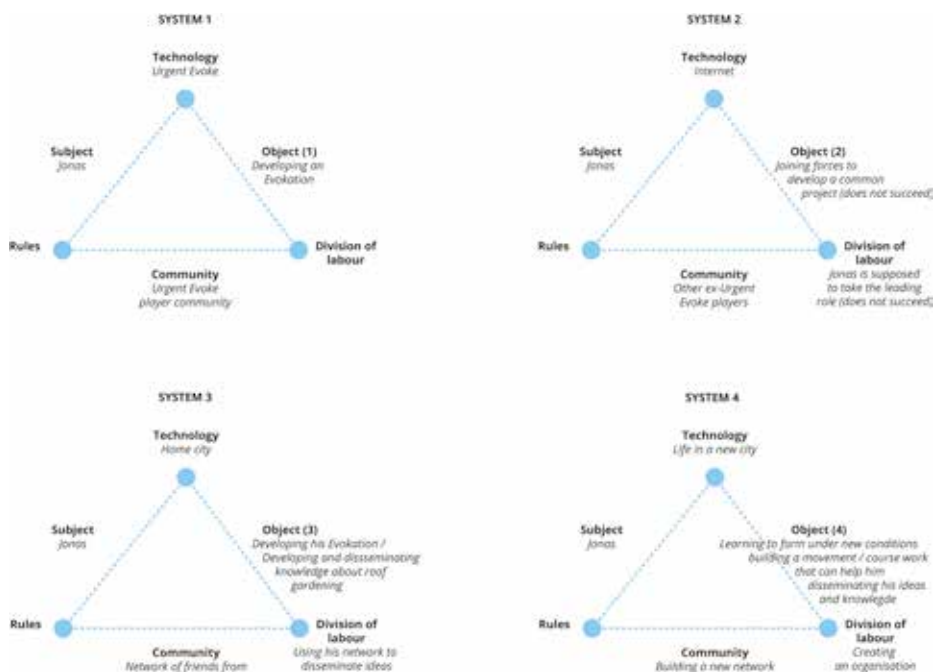 SYSTEM 1
Technology
Urgent Evoke
Subject
Jonas
Object (1)
Developing an
Evokation
Rules
Division of
labour
Community
Urgent Evoke
player community
SYSTEM 2
Technology
Internet
Subject
Jonas
Object (2)
Joining forces to
develop a common
project (does not succeed)
Rules
Division of
labour
Jonas is supposed
to take the leading
role (does not succeed)
Community
Other ex-Urgent
Evoke players
SYSTEM 3
Technology
Home city
Subject
Jonas
Object (3)
Developing his Evokation /
Developing and disseminating
knowledge about roof
gardening
Rules
Division of
labour
Using his network to
disseminate ideas
Community
Network of friends from
SYSTEM 4
Technology
Life in a new city
Subject
Jonas
Object (4)
Learning to farm under new conditions
building a movement / course work
that can help him
disseminating his ideas
and knowlegde
Rules
Division of
labour
Creating
an organisation
Community
Building a new network